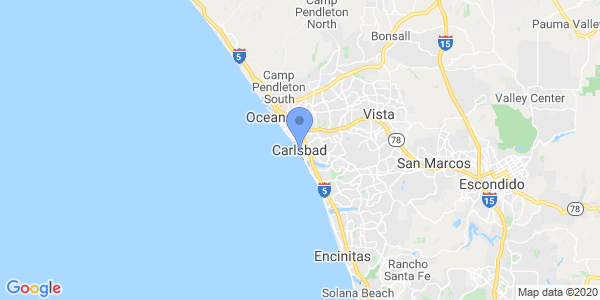 Camp
Pendleton
North
Pauma Valley
Bonsall
15
5
Camp
Pendleton
South
Valley Center
Ocean
Vista
78
Carlsbad
San Marcos
Escondido
5
15
78
Encinitas
Rancho
Santa Fe
Solana Beach
Google
Map data ©2020